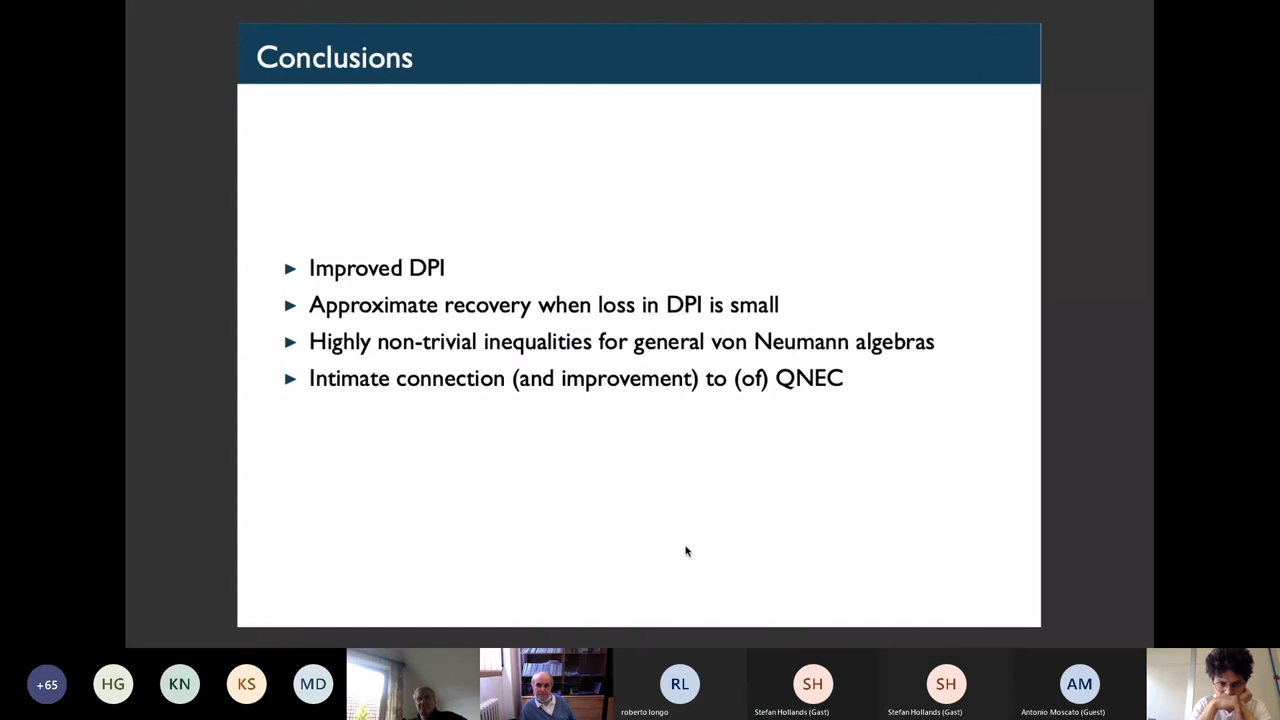 Conclusions
► Improved DPI
► Approximate recovery when loss in DPI is small
► Highly non-trivial inequalities for general von Neumann algebras
► Intimate connection (and improvement) to (of) QNEC
+65
HG
KN
KS
MD
RL
roberto longo
SH
Stefan Hollands (Gast)
SH
Stefan Hollands (Gast)
AM
Antonio Moscato (Guest)